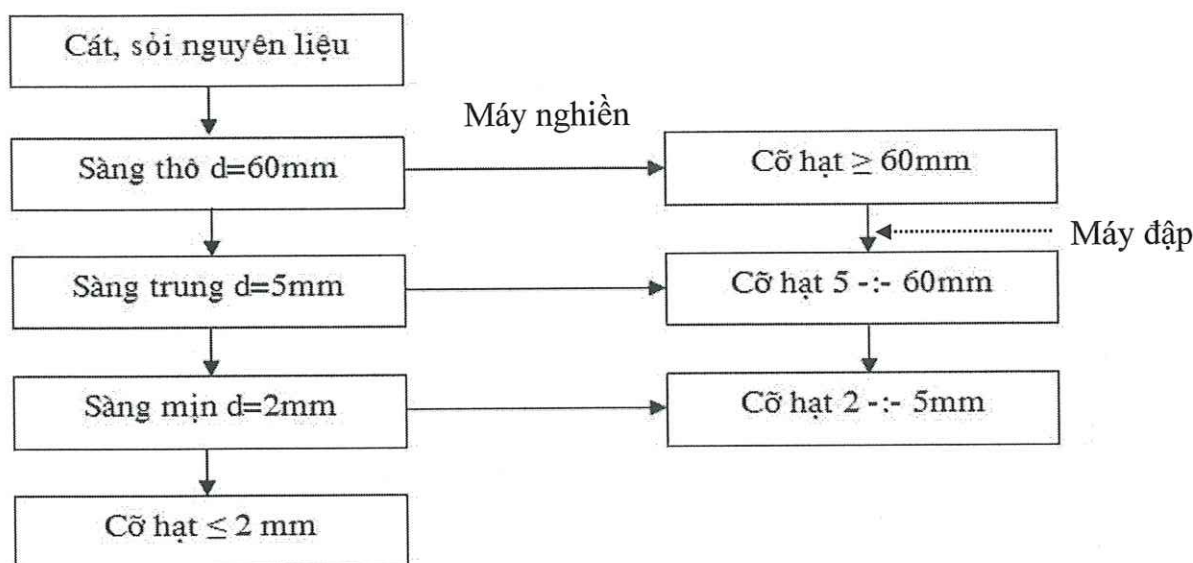 Cát, sỏi nguyên liệu
Máy nghiền
Sàng thô d=60mm
Cỡ hạt ≥ 60mm
Máy đập
Sàng trung d=5mm
Cỡ hạt 5 -:- 60mm
Sàng mịn d=2mm
Cỡ hạt 2 -:- 5mm
Cỡ hạt ≤ 2 mm